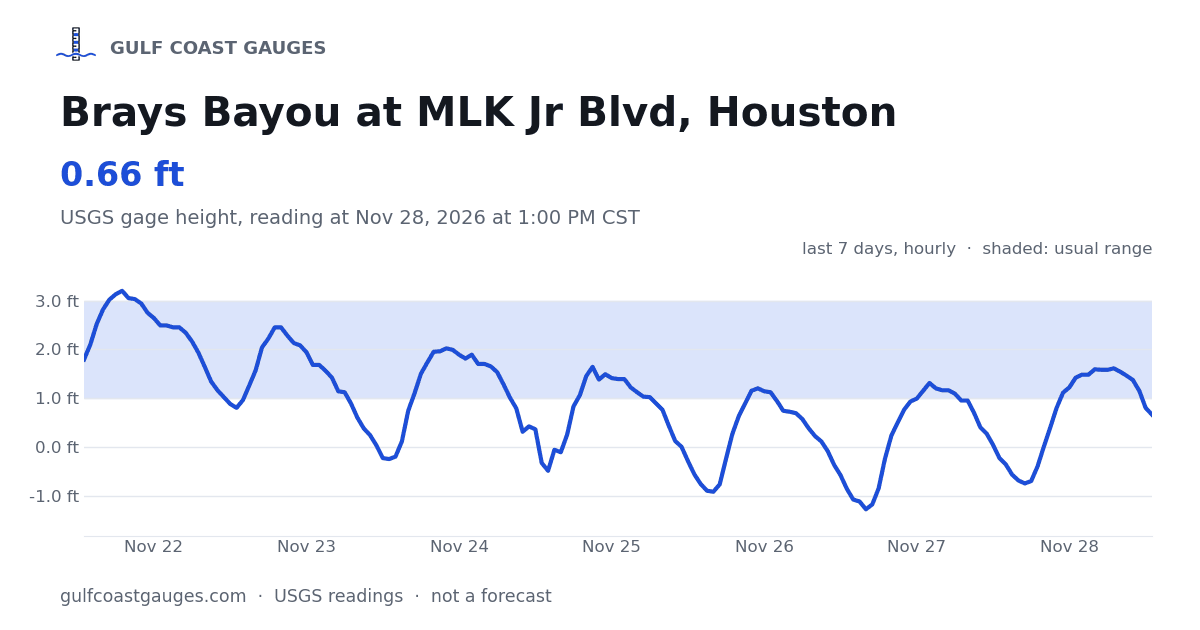 GULF COAST GAUGES
Brays Bayou at MLK Jr Blvd, Houston
0.66 ft
USGS gage height, reading at Nov 28, 2026 at 1:00 PM CST
last 7 days, hourly · shaded: usual range
3.0 ft
2.0 ft
1.0 ft
0.0 ft
-1.0 ft
Nov 22 Nov 23 Nov 24 Nov 25 Nov 26 Nov 27 Nov 28
gulfcoastgauges.com · USGS readings · not a forecast